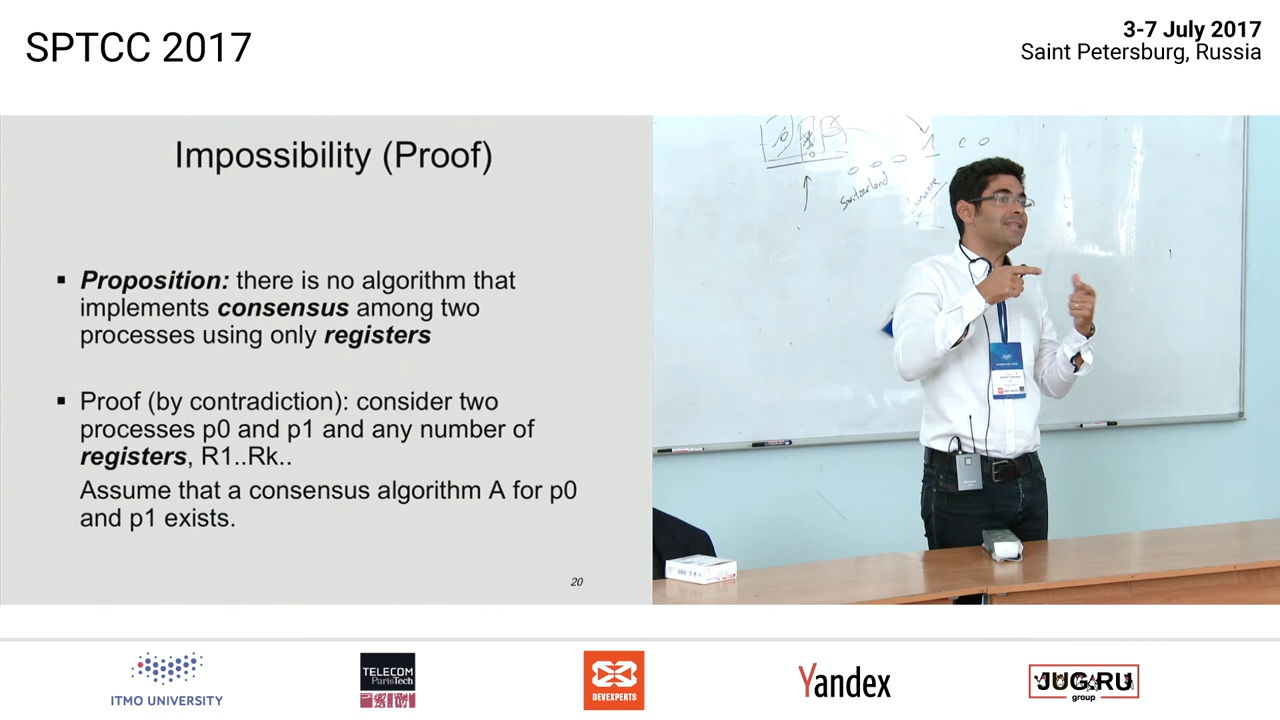 SPTCC 2017
3-7 July 2017
Saint Petersburg, Russia
Impossibility (Proof)
▪ Proposition: there is no algorithm that
implements consensus among two
processes using only registers
▪ Proof (by contradiction): consider two
processes p0 and p1 and any number of
registers, R1..Rk..
Assume that a consensus algorithm A for p0
and p1 exists.
20
Switzerland
ITMO UNIVERSITY
TELECOM
ParisTech
DEVEXPERTS
Yandex
JUG.RU
group